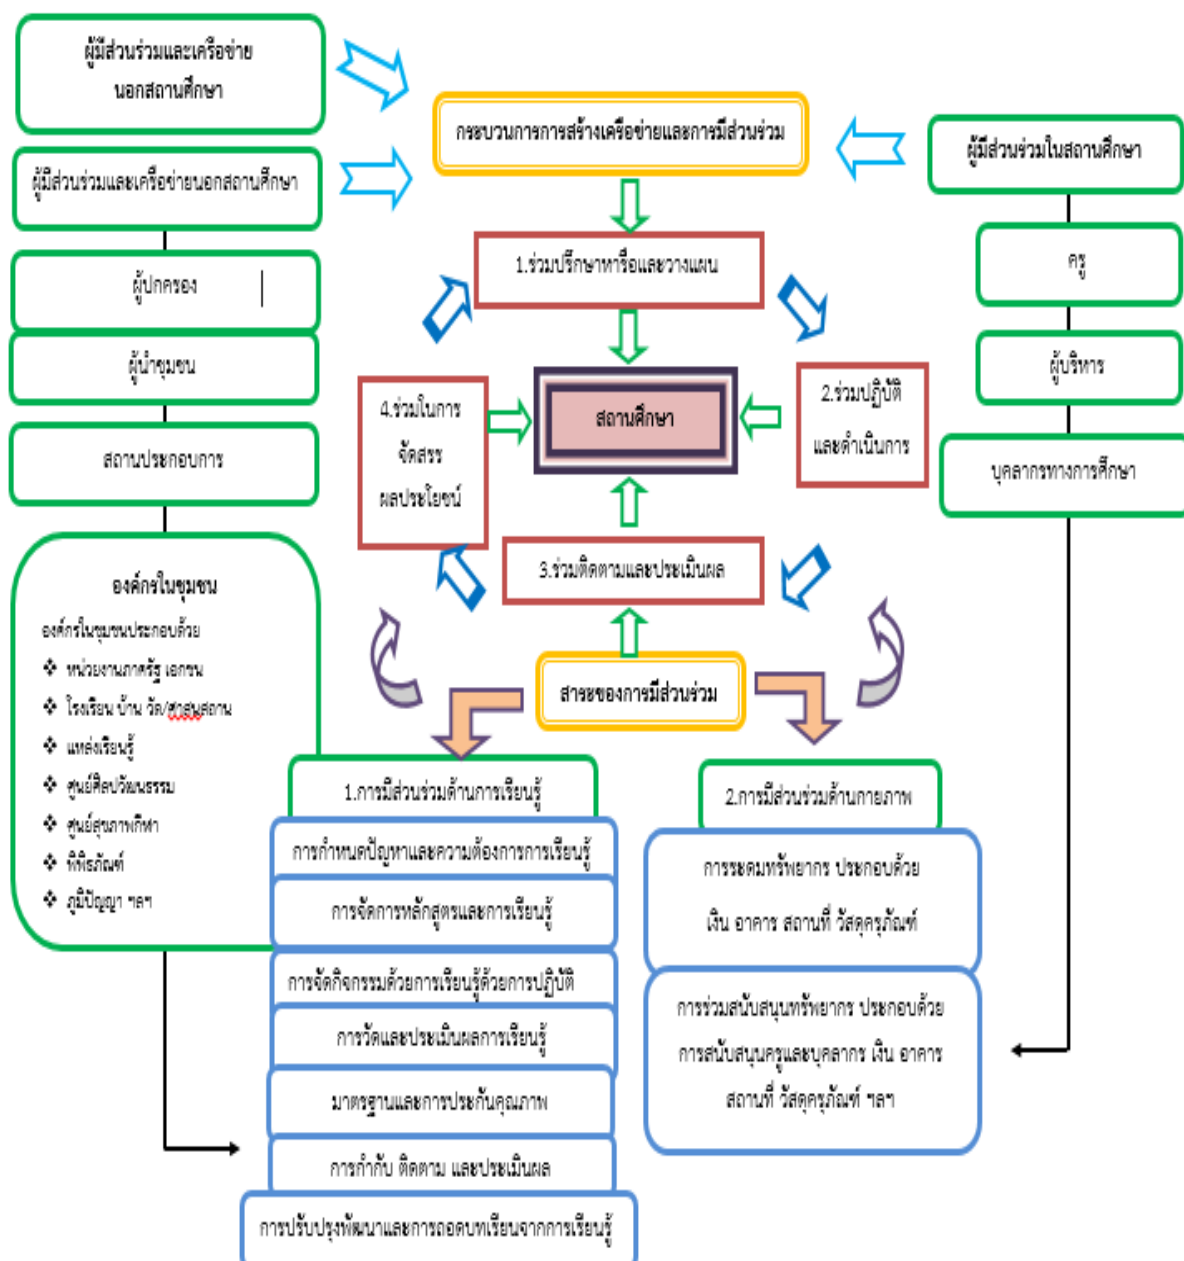 ผู้มีส่วนร่วมและเครือข่าย
นอกสถานศึกษา
กระบวนการการสร้างเครือข่ายและการมีส่วนร่วม
ผู้มีส่วนร่วมในสถานศึกษา
ผู้มีส่วนร่วมและเครือข่ายนอกสถานศึกษา
ผู้ปกครอง
ผู้นำชุมชน
สถานประกอบการ
องค์กรในชุมชน
องค์กรในชุมชนประกอบด้วย
❖ หน่วยงานภาครัฐ เอกชน
❖ โรงเรียน บ้าน วัด/ศาสนสถาน
❖ แหล่งเรียนรู้
❖ ศูนย์ศิลปวัฒนธรรม
❖ ศูนย์สุขภาพกีฬา
❖ พิพิธภัณฑ์
❖ ภูมิปัญญา ฯลฯ
1.ร่วมปรึกษาหารือและวางแผน
4.ร่วมในการ
จัดสรร
ผลประโยชน์
สถานศึกษา
2.ร่วมปฏิบัติ
และดำเนินการ
3.ร่วมติดตามและประเมินผล
สาระของการมีส่วนร่วม
ครู
ผู้บริหาร
บุคลากรทางการศึกษา
1.การมีส่วนร่วมด้านการเรียนรู้
การกำหนดปัญหาและความต้องการการเรียนรู้
การจัดการหลักสูตรและการเรียนรู้
การจัดกิจกรรมด้วยการเรียนรู้ด้วยการปฏิบัติ
การวัดและประเมินผลการเรียนรู้
มาตรฐานและการประกันคุณภาพ
การกำกับ ติดตาม และประเมินผล
การปรับปรุงพัฒนาและการถอดบทเรียนจากการเรียนรู้
2.การมีส่วนร่วมด้านกายภาพ
การระดมทรัพยากร ประกอบด้วย
เงิน อาคาร สถานที่ วัสดุครุภัณฑ์
การร่วมสนับสนุนทรัพยากร ประกอบด้วย
การสนับสนุนครูและบุคลากร เงิน อาคาร
สถานที่ วัสดุครุภัณฑ์ ฯลฯ